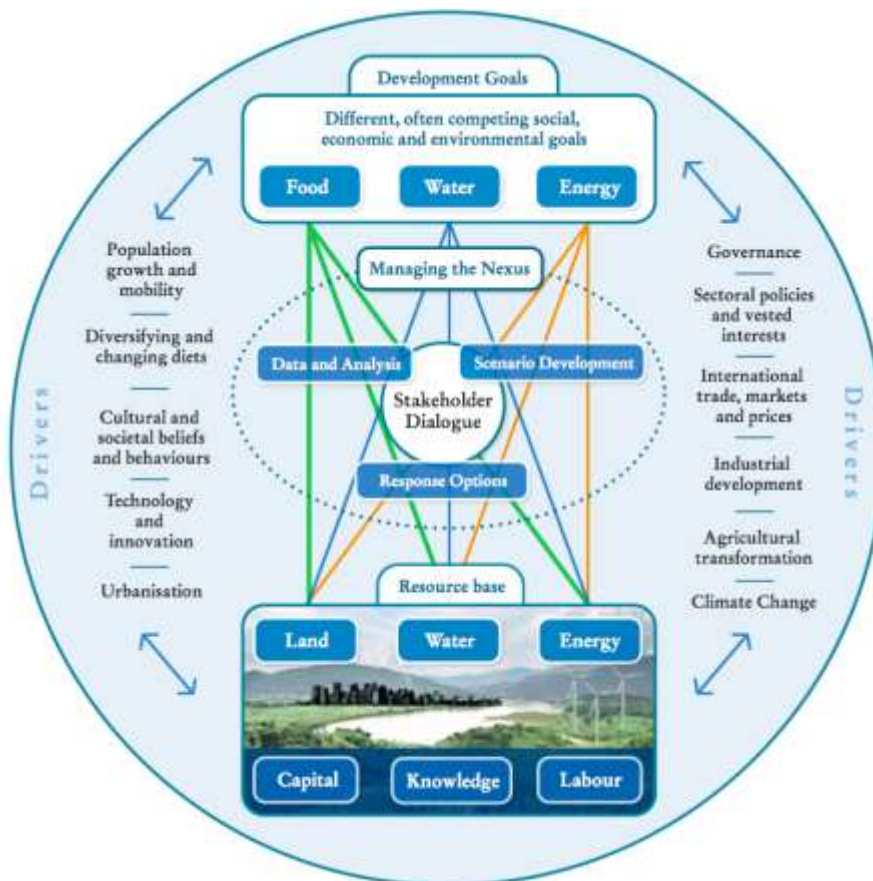 Development Goals
Different, often competing social,
economic and environmental goals
Food
Water
Energy
Managing the Nexus
Data and Analysis
Scenario Development
Stakeholder
Dialogue
Response Options
Resource base
Land
Water
Energy
Capital
Knowledge
Labour
Drivers
Population
growth and
mobility
Diversifying and
changing diets
Cultural and
societal beliefs
and behaviours
Technology
and
innovation
Urbanisation
Drivers
Governance
Sectoral policies
and vested
interests
International
trade, markets
and prices
Industrial
development
Agricultural
transformation
Climate Change